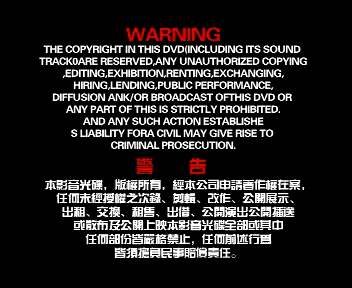 WARNING
THE COPYRIGHT IN THIS DVD(INCLUDING ITS SOUND
TRACK0ARE RESERVED,ANY UNAUTHORIZED COPYING
,EDITING,EXHIBITION,RENTING,EXCHANGING,
HIRING,LENDING,PUBLIC PERFORMANCE,
DIFFUSION ANK/OR BROADCAST OFTHIS DVD OR
ANY PART OF THIS IS STRICTLY PROHIBITED.
AND ANY SUCH ACTION ESTABLISHE
S LIABILITY FORA CIVIL MAY GIVE RISE TO
CRIMINAL PROSECUTION.
警 告
本影音光碟，版權所有，經本公司申請著作權在案，
任何未經授權之拷錄、剪輯、改作、公開展示、
出租、交換、租售、出借、公開演出公開播送
或散布及公開上映本影音光碟全部或其中
任何部份皆嚴格禁止，任何前述行為
皆須擔負民事賠償責任。